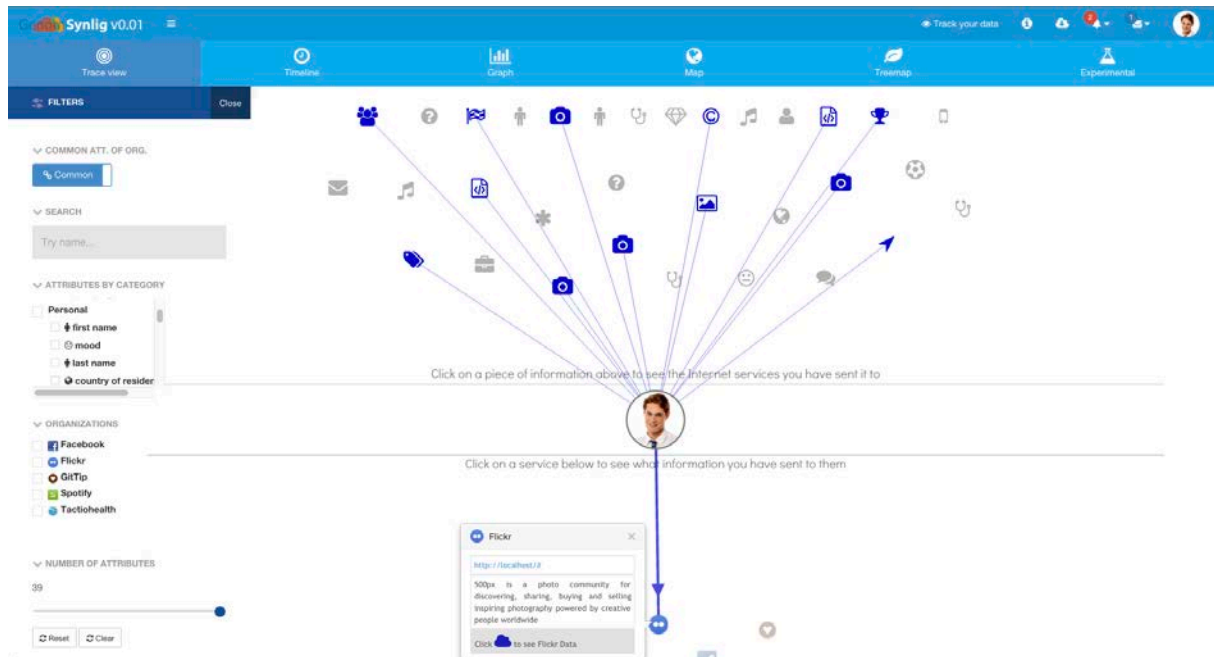 Synlig v0.01
Track your data
Trace view
Timeline
Graph
Map
Treemap
Experimental
FILTERS
Close
COMMON ATT. OF ORG.
Common
SEARCH
Try name...
ATTRIBUTES BY CATEGORY
Personal
first name
mood
last name
country of residen
Click on a piece of information above to see the Internet services you have sent it to
ORGANIZATIONS
Facebook
Flickr
GitTip
Spotify
Tactiohealth
Click on a service below to see what information you have sent to them
NUMBER OF ATTRIBUTES
39
Reset
Clear
Flickr
http://localhost/#
500px is a photo community for
discovering, sharing, buying and selling
inspiring photography powered by creative
people worldwide
Click to see Flickr Data